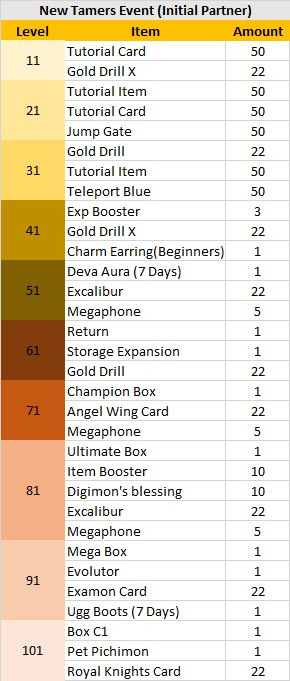 New Tamers Event (Initial Partner)
Level Item Amount
11 Tutorial Card 50
Gold Drill X 22
21 Tutorial Item 50
Tutorial Card 50
Jump Gate 50
31 Gold Drill 22
Tutorial Item 50
Teleport Blue 50
41 Exp Booster 3
Gold Drill X 22
Charm Earring(Beginners) 1
51 Deva Aura (7 Days) 1
Excalibur 22
Megaphone 5
61 Return 1
Storage Expansion 1
Gold Drill 22
71 Champion Box 1
Angel Wing Card 22
Megaphone 5
81 Ultimate Box 1
Item Booster 10
Digimon's blessing 10
Excalibur 22
Megaphone 5
91 Mega Box 1
Evolutor 1
Examon Card 22
Ugg Boots (7 Days) 1
101 Box C1 1
Pet Pichimon 1
Royal Knights Card 22